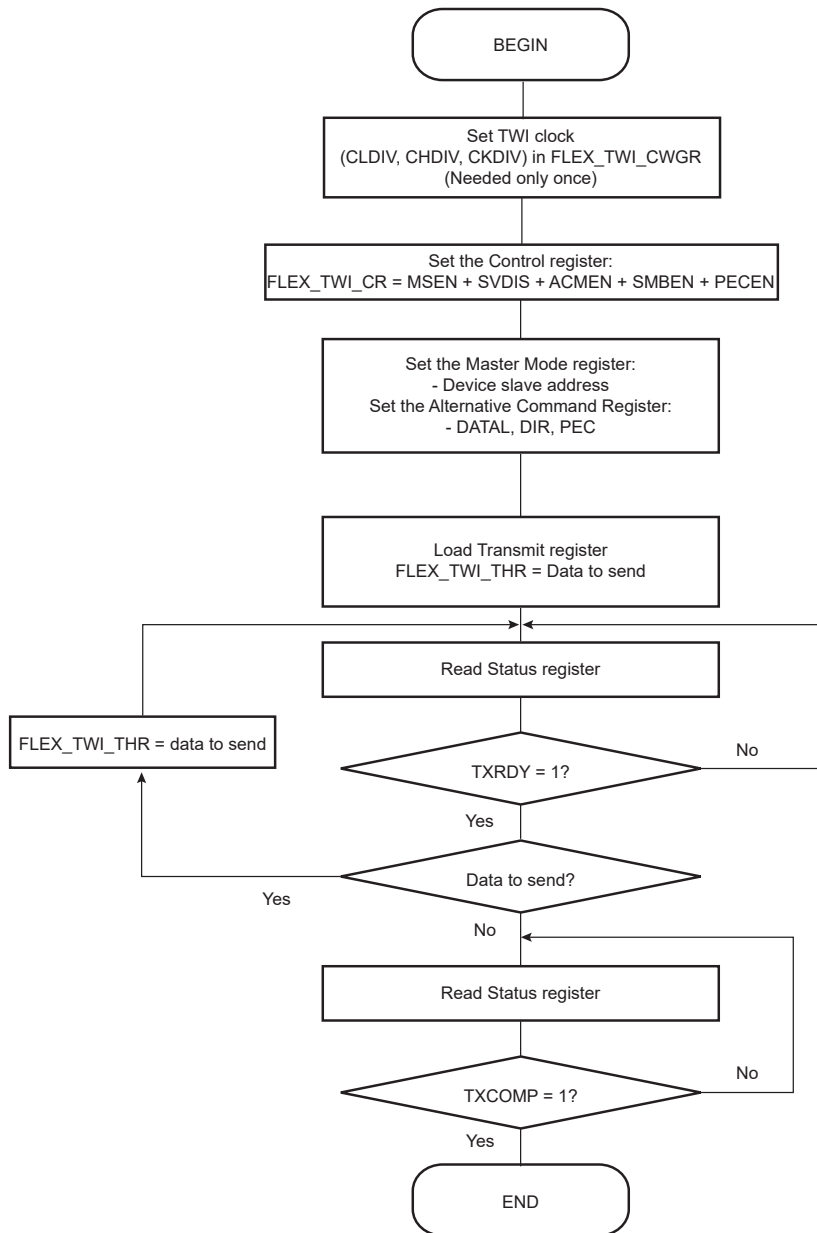 BEGIN
Set TWI clock
(CLDIV, CHDIV, CKDIV) in FLEX_TWI_CWGR
(Needed only once)
Set the Control register:
FLEX_TWI_CR = MSEN + SVDIS + ACMEN + SMBEN + PECEN
Set the Master Mode register:
- Device slave address
Set the Alternative Command Register:
- DATAL, DIR, PEC
Load Transmit register
FLEX_TWI_THR = Data to send
Read Status register
FLEX_TWI_THR = data to send
TXRDY = 1?
No
Yes
Data to send?
Yes
No
Read Status register
TXCOMP = 1?
No
Yes
END